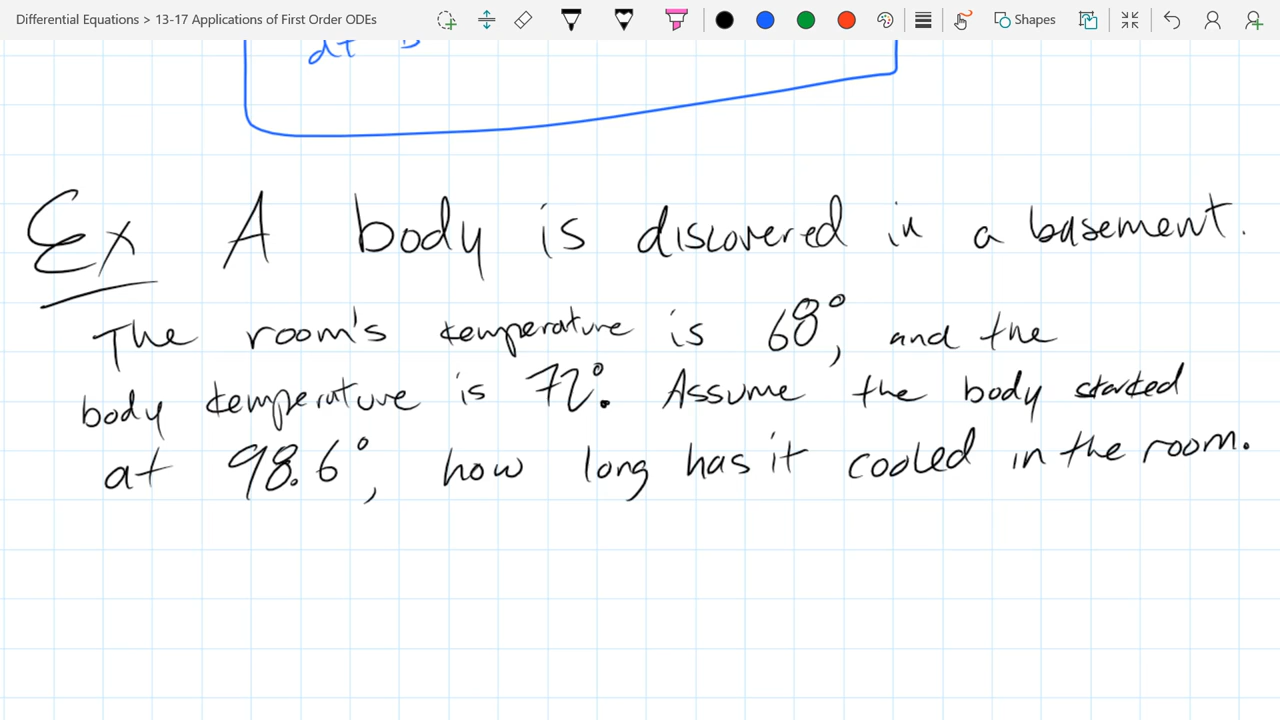 Differential Equations > 13-17 Applications of First Order ODEs
Shapes
dt
Ex A body is discovered in a basement.
The room's temperature is 68°, and the
body temperature is 72°. Assume the body started
at 98.6°, how long has it cooled in the room.